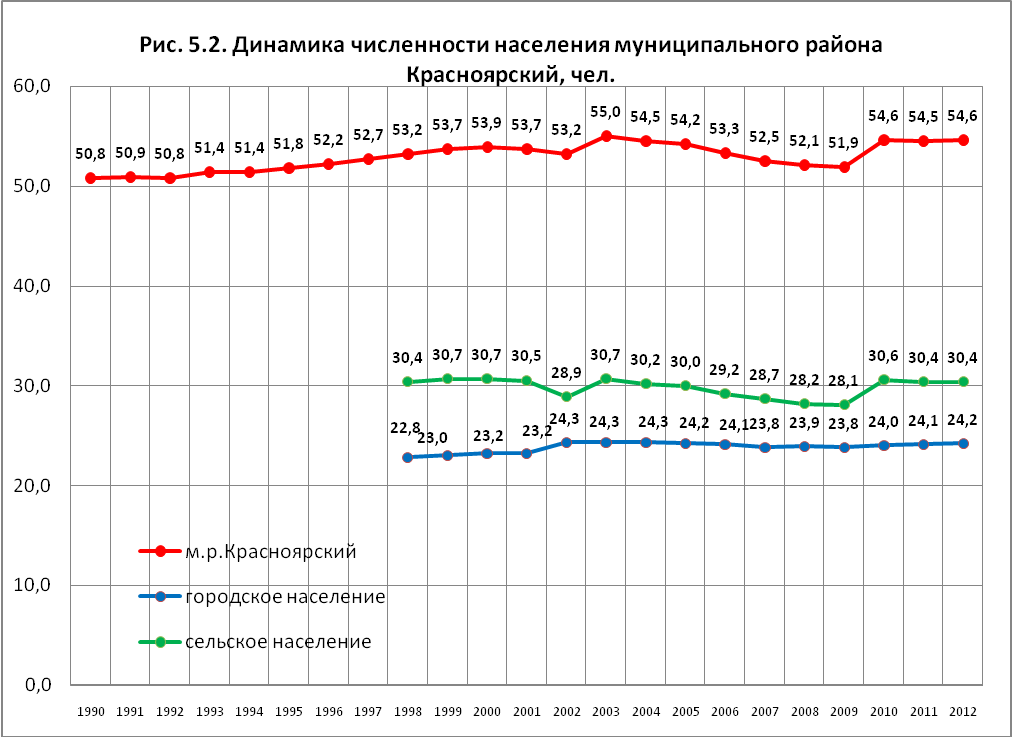 Рис. 5.2. Динамика численности населения муниципального района
Красноярский, чел.
60,0
50,0
40,0
30,0
20,0
10,0
0,0
50,8 50,9 50,8 51,4 51,4 51,8 52,2 52,7 53,2 53,7 53,9 53,7 53,2 55,0 54,5 54,2 53,3 52,5 52,1 51,9 54,6 54,5 54,6
30,4 30,7 30,7 30,5 28,9 30,7 30,2 30,0 29,2 28,7 28,2 28,1 30,6 30,4 30,4
22,8 23,0 23,2 23,2 24,3 24,3 24,3 24,2 24,1 23,8 23,9 23,8 24,0 24,1 24,2
м.р.Красноярский
городское население
сельское население
1990 1991 1992 1993 1994 1995 1996 1997 1998 1999 2000 2001 2002 2003 2004 2005 2006 2007 2008 2009 2010 2011 2012